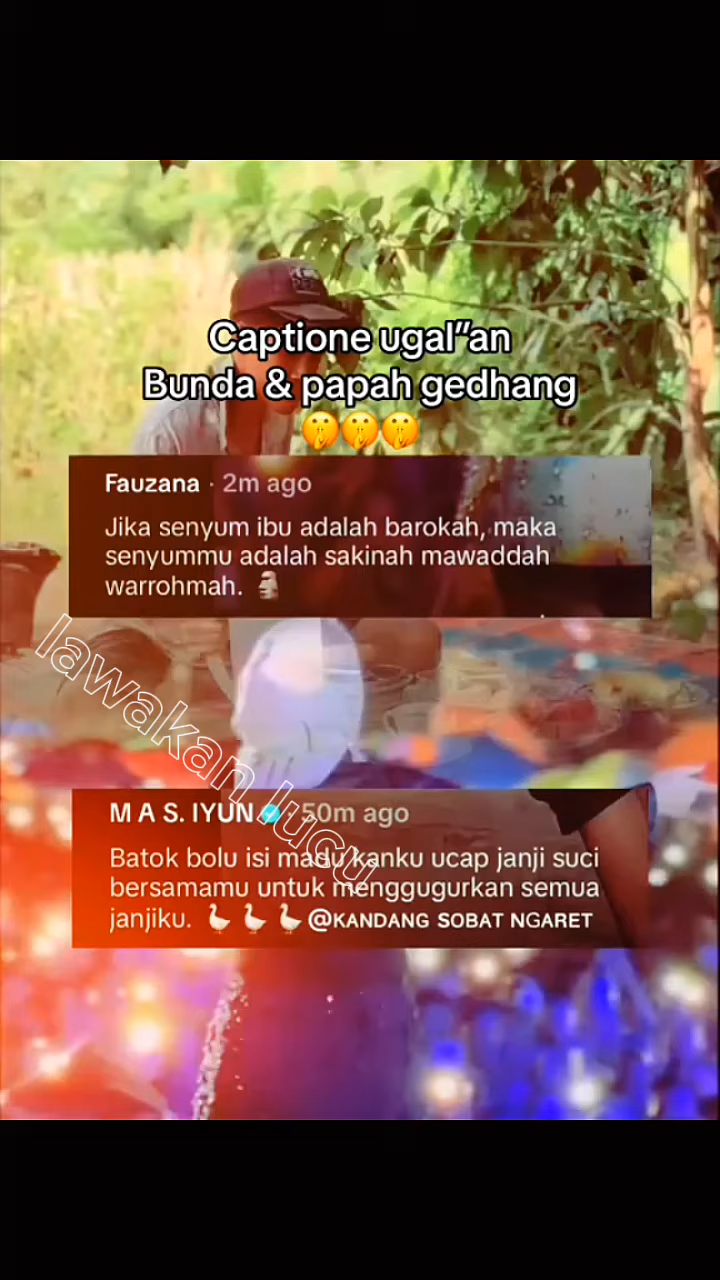 Captione ugal"an
Bunda & papah gedhang
🤫🤫🤫
Fauzana · 2m ago
Jika senyum ibu adalah barokah, maka
senyummu adalah sakinah mawaddah
warrohmah. 🗿
lawakan lucu
M A S. IYUN · 50m ago
Batok bolu isi madu kanku ucap janji suci
bersamamu untuk menggugurkan semua
janjiku. 🪿🪿🪿@KANDANG SOBAT NGARET